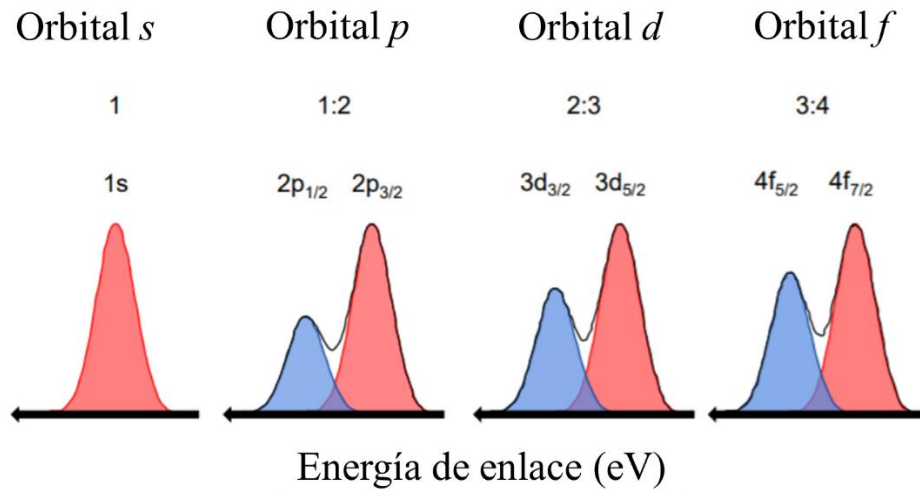 Orbital s Orbital p Orbital d Orbital f
1 1:2 2:3 3:4
1s 2p1/2 2p3/2 3d3/2 3d5/2 4f5/2 4f7/2
Energía de enlace (eV)